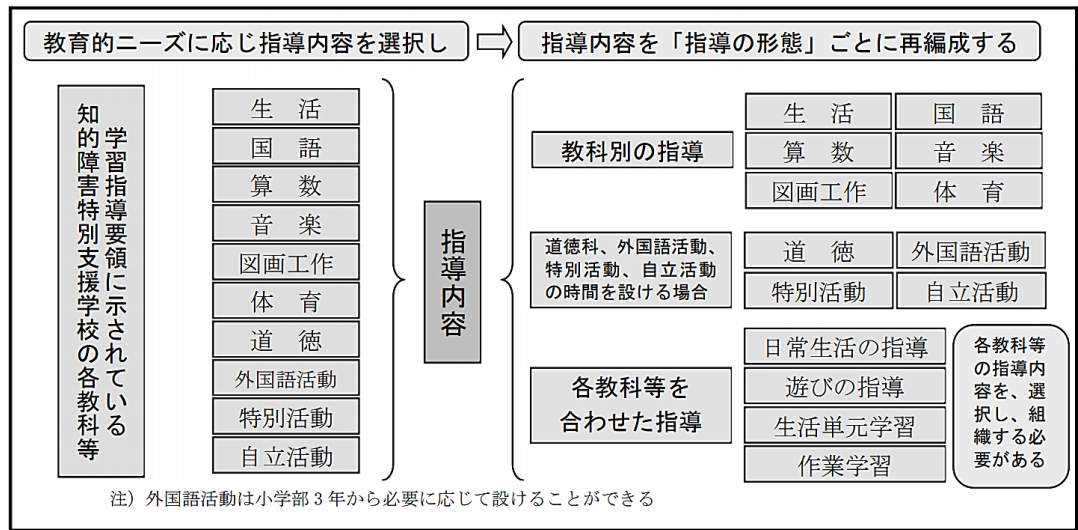 教育的ニーズに応じ指導内容を選択し
指導内容を「指導の形態」ごとに再編成する
学習指導要領に示されている
知的障害特別支援学校の各教科等
生　活
国　語
算　数
音　楽
図画工作
体　育
道　徳
外国語活動
特別活動
自立活動
指導内容
教科別の指導
生　活
国　語
算　数
音　楽
図画工作
体　育
道徳科、外国語活動、
特別活動、自立活動
の時間を設ける場合
道　徳
外国語活動
特別活動
自立活動
各教科等を
合わせた指導
日常生活の指導
遊びの指導
生活単元学習
作業学習
各教科等
の指導内
容を、選
択し、組
織する必
要がある
注）外国語活動は小学部３年から必要に応じて設けることができる